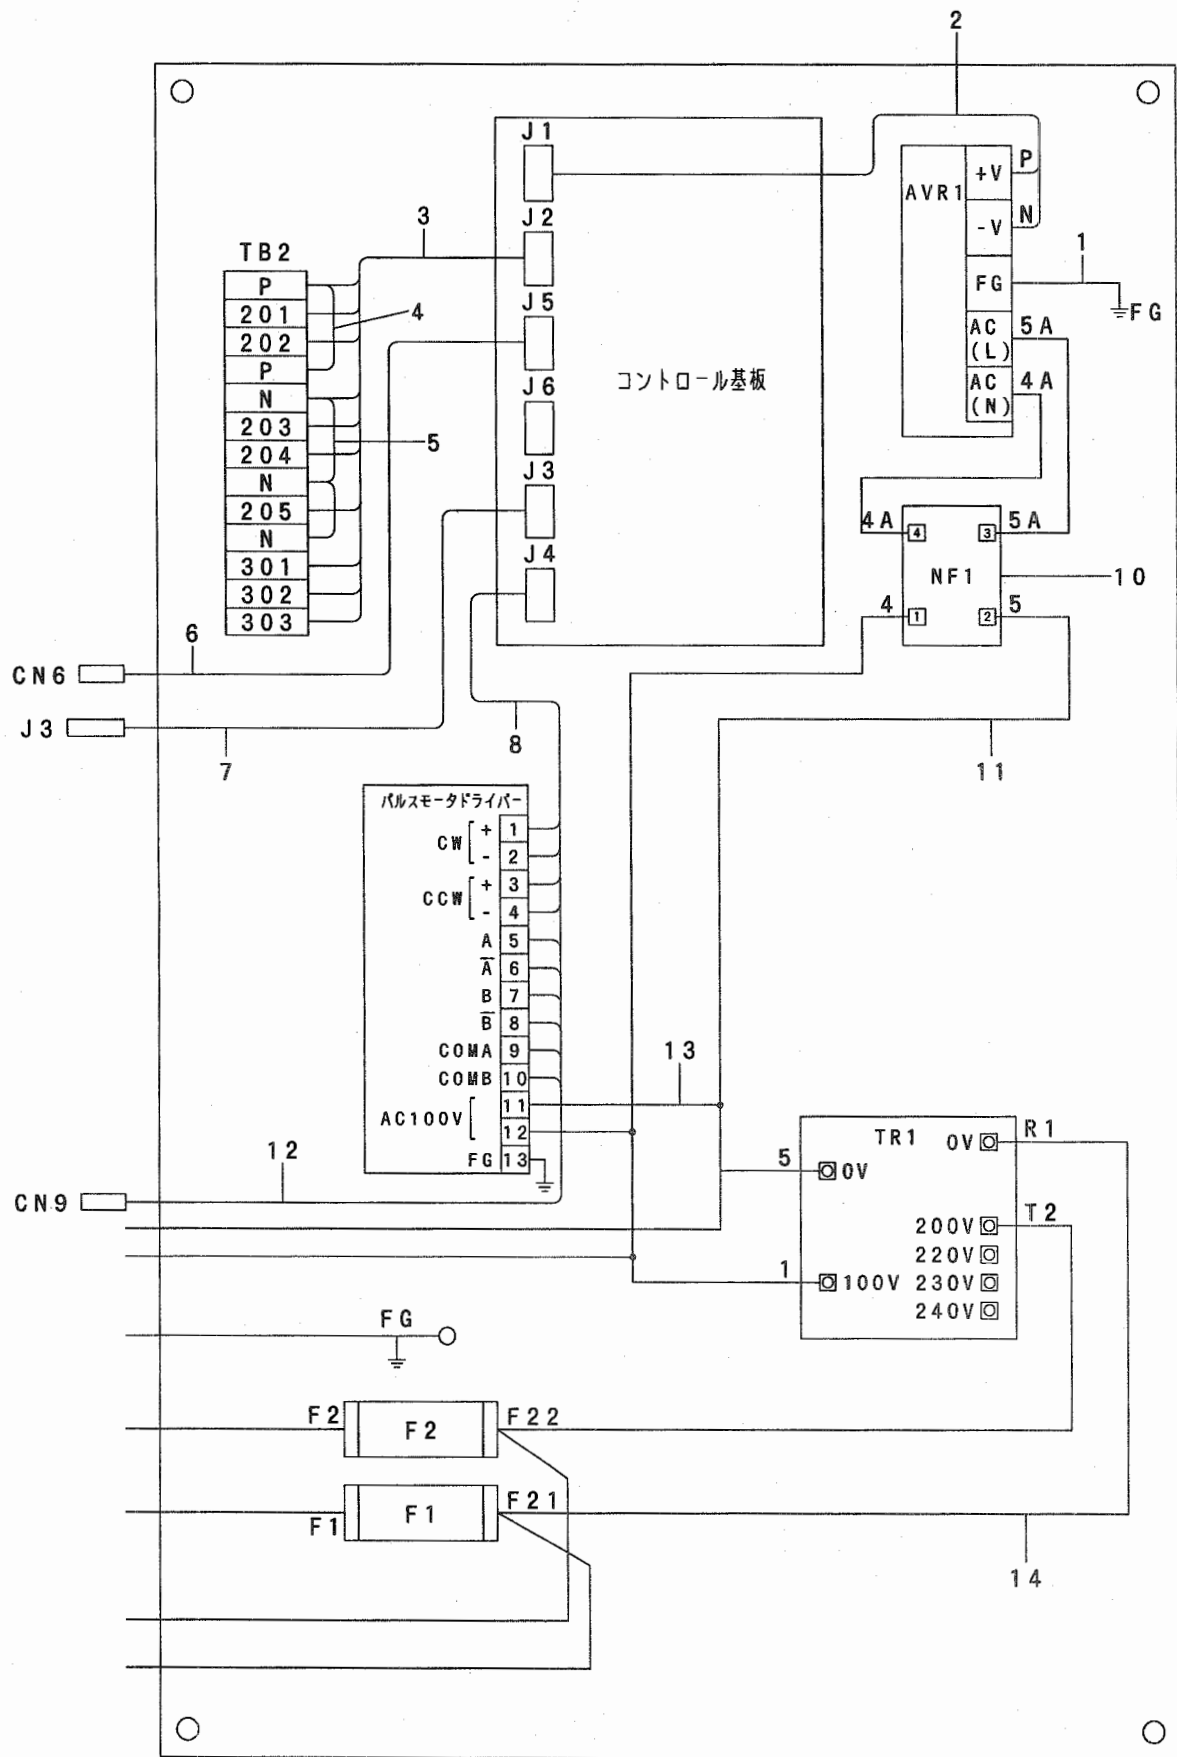 2
J1
AVR1
+V P
-V N
FG
1
FG
AC
(L)
5A
AC
(N)
4A
J2
3
TB2
P
201
202
P
N
203
204
N
205
N
301
302
303
4
5
J5
J6
J3
J4
コントロール基板
4A 4 3 5A
NF1
10
4 1 2 5
6
CN6
J3
7
8
11
パルスモータドライバー
CW + 1
- 2
CCW + 3
- 4
A 5
A̅ 6
B 7
B̅ 8
COMA 9
COMB 10
AC100V 11
12
FG 13
13
12
CN9
TR1
0V R1
5 0V
200V T2
220V
1 100V 230V
240V
FG
F2 F2 F22
F1 F1 F21
14